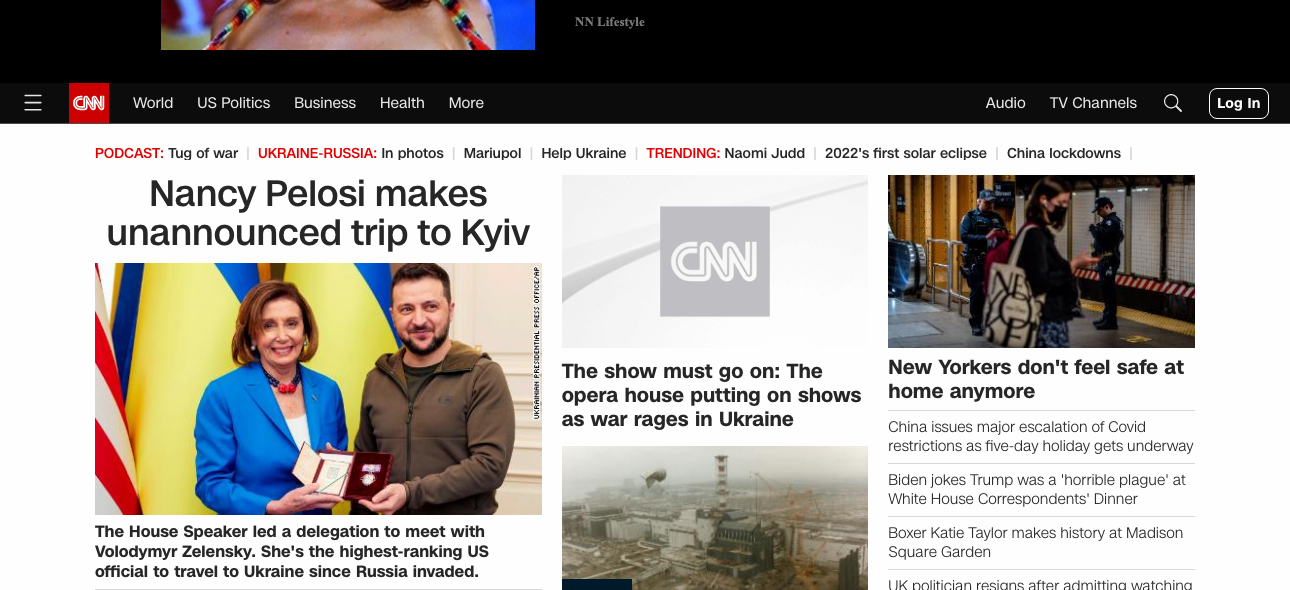 NN Lifestyle
CNN
World
US Politics
Business
Health
More
Audio
TV Channels
Log In
PODCAST: Tug of war
UKRAINE-RUSSIA: In photos
Mariupol
Help Ukraine
TRENDING: Naomi Judd
2022's first solar eclipse
China lockdowns
Nancy Pelosi makes
unannounced trip to Kyiv
UKRAINIAN PRESIDENTIAL PRESS OFFICE/AP
The House Speaker led a delegation to meet with
Volodymyr Zelensky. She's the highest-ranking US
official to travel to Ukraine since Russia invaded.
CNN
The show must go on: The
opera house putting on shows
as war rages in Ukraine
14
Street
New Yorkers don't feel safe at
home anymore
China issues major escalation of Covid
restrictions as five-day holiday gets underway
Biden jokes Trump was a 'horrible plague' at
White House Correspondents' Dinner
Boxer Katie Taylor makes history at Madison
Square Garden
UK politician resigns after admitting watching